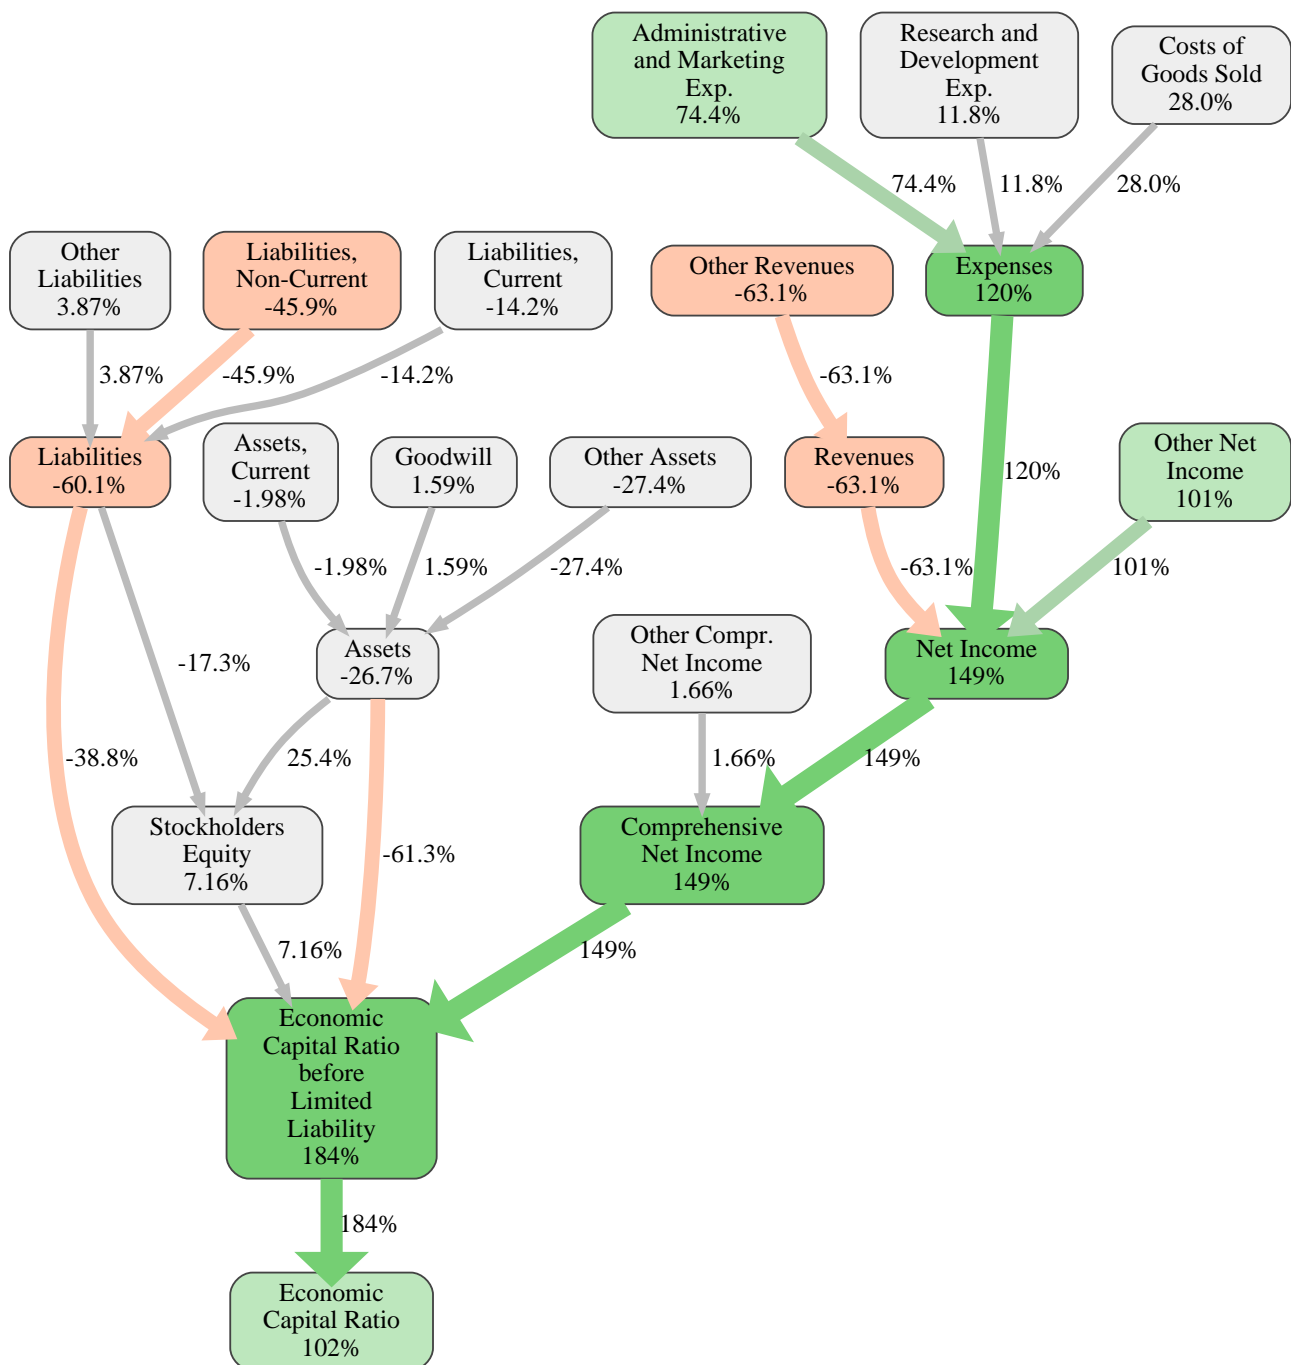 Administrative
and Marketing
Exp.
74.4%
Research and
Development
Exp.
11.8%
Costs of
Goods Sold
28.0%
74.4%
11.8%
28.0%
Other
Liabilities
3.87%
Liabilities,
Non-Current
-45.9%
Liabilities,
Current
-14.2%
Other Revenues
-63.1%
Expenses
120%
3.87%
-45.9%
-14.2%
-63.1%
Liabilities
-60.1%
Assets,
Current
-1.98%
Goodwill
1.59%
Other Assets
-27.4%
Revenues
-63.1%
120%
Other Net
Income
101%
-1.98%
1.59%
-27.4%
-63.1%
101%
-17.3%
Assets
-26.7%
Other Compr.
Net Income
1.66%
Net Income
149%
-38.8%
25.4%
1.66%
149%
Stockholders
Equity
7.16%
-61.3%
Comprehensive
Net Income
149%
7.16%
149%
Economic
Capital Ratio
before
Limited
Liability
184%
184%
Economic
Capital Ratio
102%